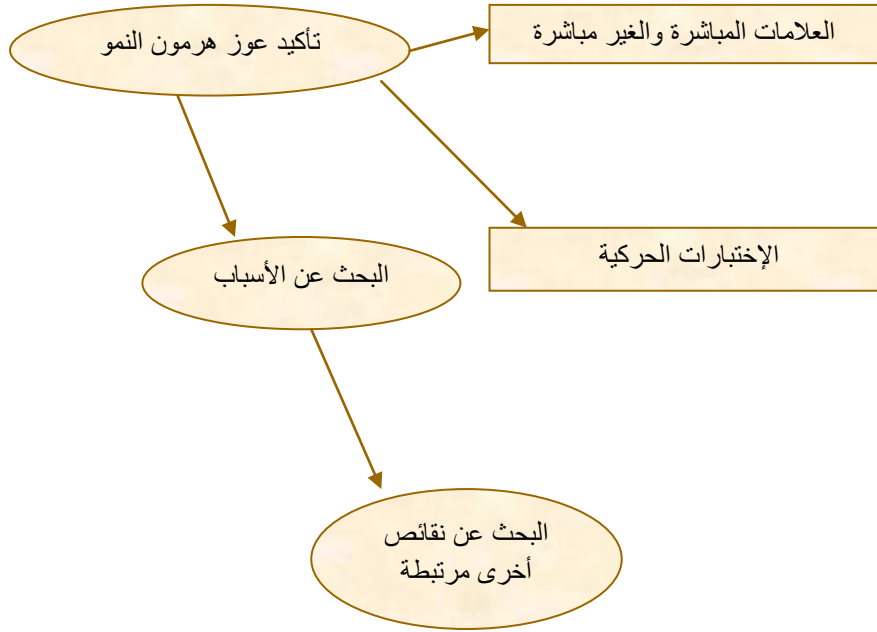 تأكيد عوز هرمون النمو
العلامات المباشرة والغير مباشرة
الإختبارات الحركية
البحث عن الأسباب
البحث عن نقائص
أخرى مرتبطة